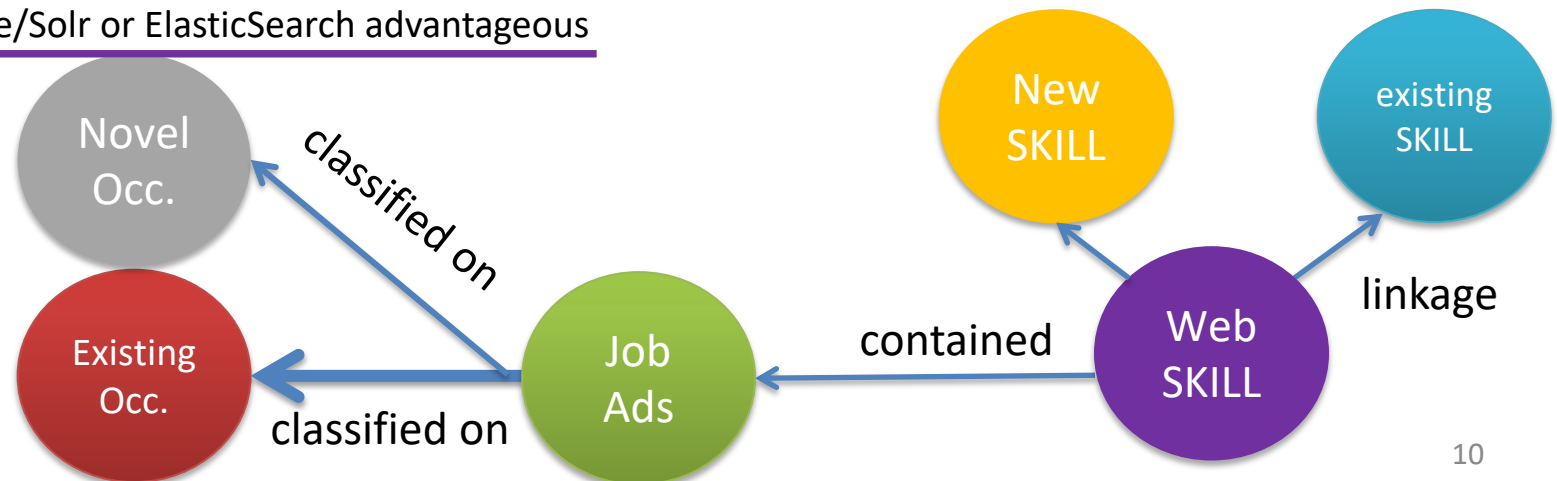 e/Solr or ElasticSearch advantageous
Novel
Occ.
classified on
New
SKILL
existing
SKILL
Existing
Occ.
classified on
Job
Ads
contained
Web
SKILL
linkage
10